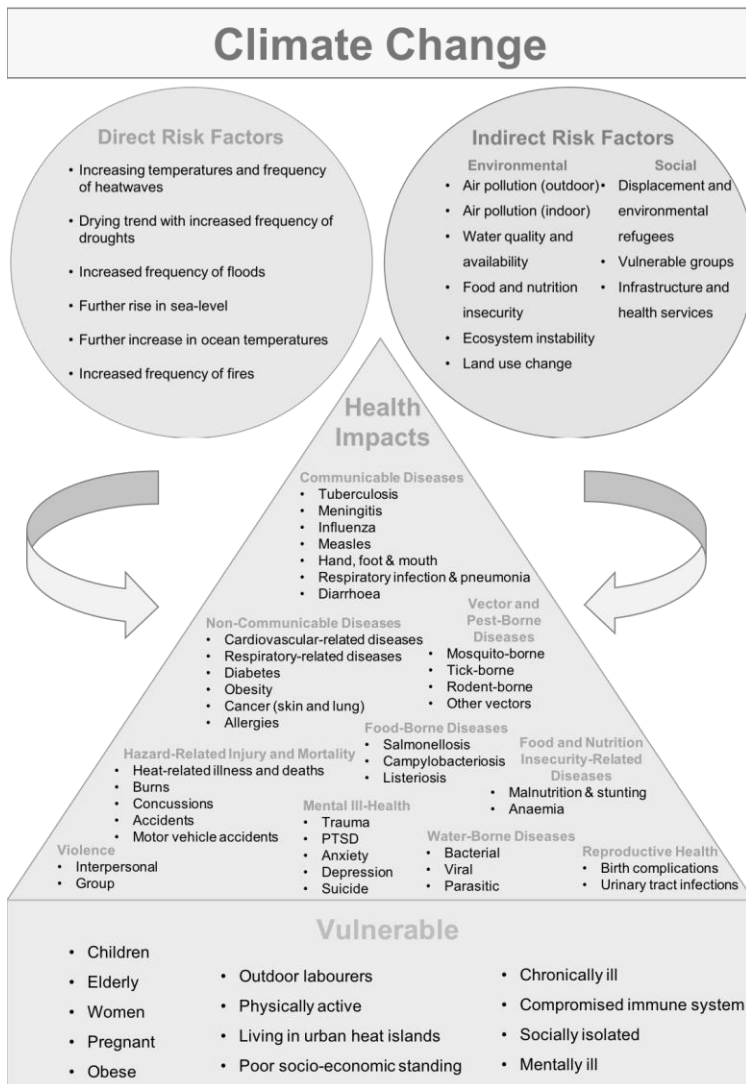 Climate Change
Direct Risk Factors
• Increasing temperatures and frequency
of heatwaves
• Drying trend with increased frequency of
droughts
• Increased frequency of floods
• Further rise in sea-level
• Further increase in ocean temperatures
• Increased frequency of fires
Indirect Risk Factors
Environmental
• Air pollution (outdoor)
• Air pollution (indoor)
• Water quality and
availability
• Food and nutrition
insecurity
• Ecosystem instability
• Land use change
Social
• Displacement and
environmental
refugees
• Vulnerable groups
• Infrastructure and
health services
Health
Impacts
Communicable Diseases
• Tuberculosis
• Meningitis
• Influenza
• Measles
• Hand, foot & mouth
• Respiratory infection & pneumonia
• Diarrhoea
Non-Communicable Diseases
• Cardiovascular-related diseases
• Respiratory-related diseases
• Diabetes
• Obesity
• Cancer (skin and lung)
• Allergies
Vector and
Pest-Borne
Diseases
• Mosquito-borne
• Tick-borne
• Rodent-borne
• Other vectors
Food-Borne Diseases
• Salmonellosis
• Campylobacteriosis
• Listeriosis
Hazard-Related Injury and Mortality
• Heat-related illness and deaths
• Burns
• Concussions
• Accidents
• Motor vehicle accidents
Food and Nutrition
Insecurity-Related
Diseases
• Malnutrition & stunting
• Anaemia
Mental Ill-Health
• Trauma
• PTSD
• Anxiety
• Depression
• Suicide
Violence
• Interpersonal
• Group
Water-Borne Diseases
• Bacterial
• Viral
• Parasitic
Reproductive Health
• Birth complications
• Urinary tract infections
Vulnerable
• Children
• Elderly
• Women
• Pregnant
• Obese
• Outdoor labourers
• Physically active
• Living in urban heat islands
• Poor socio-economic standing
• Chronically ill
• Compromised immune system
• Socially isolated
• Mentally ill